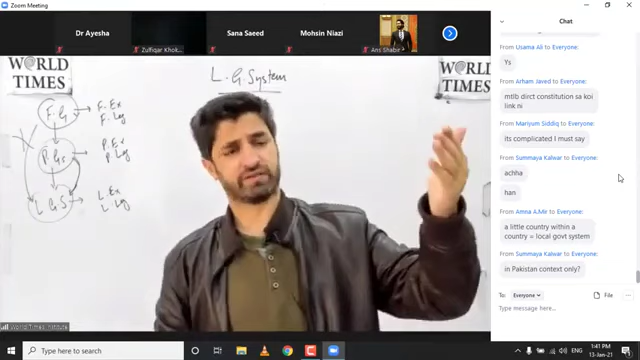 Zoom Meeting
Dr Ayesha
Zulfiqar Khok...
Sana Saeed
Mohsin Niazi
Ans Shabir
W@RLD
TIMES
L. G. System
W@RLD
TIMES
F. G
F. Ex
F. Leg
P. Gs
P. Ex
P. Leg
L G. S
L. Ex
L. Leg
World Times Institute
Chat
From Usama Ali to Everyone:
Ys
From Arham Javed to Everyone:
mtlb dirct constitution sa koi
link ni
From Mariyum Siddiq to Everyone:
its complicated I must say
From Summaya Kalwar to Everyone:
achha
han
From Amna A.Mir to Everyone:
a little country within a
country = local govt system
From Summaya Kalwar to Everyone:
in Pakistan context only?
To: Everyone
File
Type message here...
Type here to search
1:41 PM
13-Jan-21